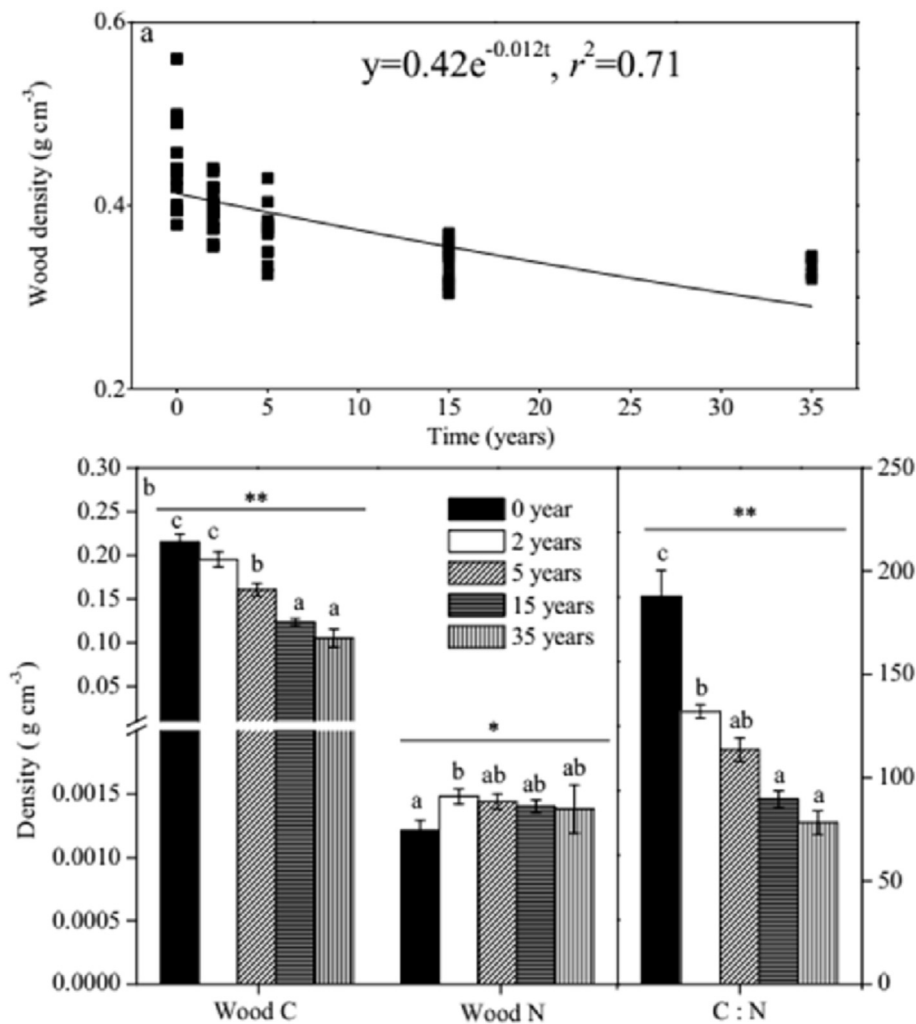 0.6
a
y=0.42e^-0.012t, r^2=0.71
Wood density (g cm^-3)
0.4
0.2
0 5 10 15 20 25 30 35
Time (years)
0.30 250
b
** **
0.25
0 year
c c c
2 years
0.20 200
b
5 years
0.15
a a
15 years
0.10
35 years
150
0.05
b
*
ab
Density ( g cm^-3)
a b ab ab ab
0.0015 100
a a
0.0010
50
0.0005
0.0000 0
Wood C Wood N C : N